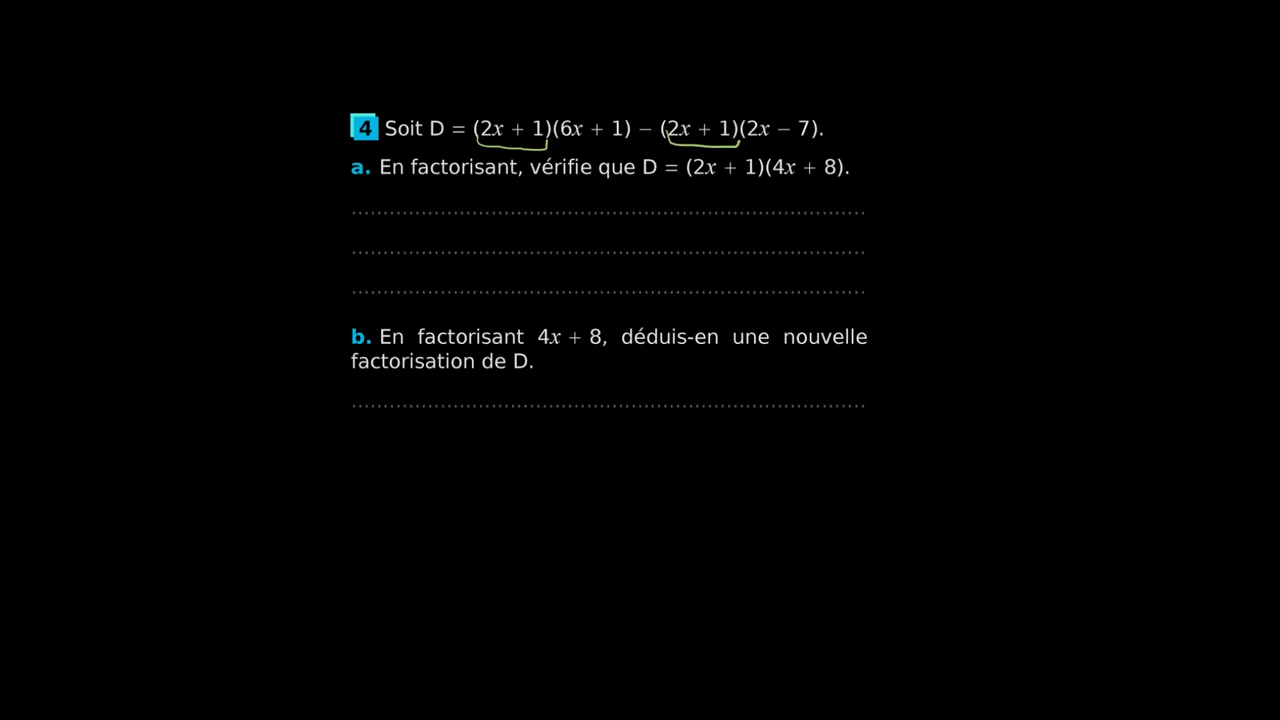 4 Soit D = (2x + 1)(6x + 1) − (2x + 1)(2x − 7).
a. En factorisant, vérifie que D = (2x + 1)(4x + 8).
................................................................................
................................................................................
................................................................................
b. En factorisant 4x + 8, déduis-en une nouvelle
factorisation de D.
................................................................................